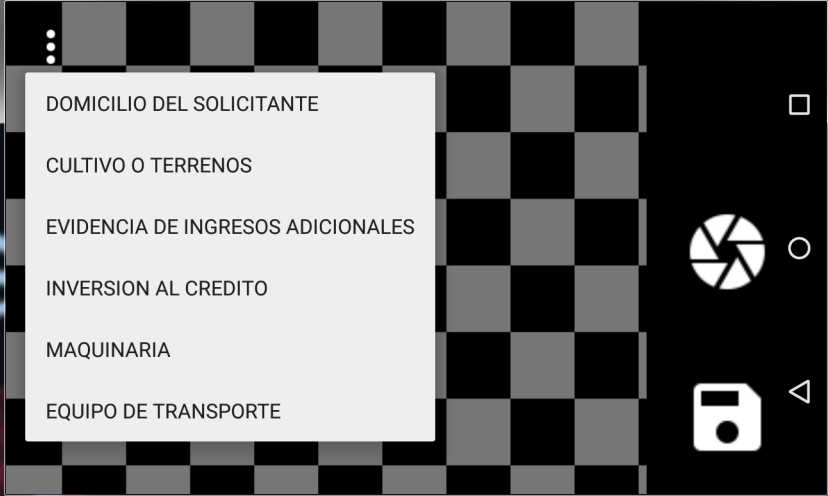 DOMICILIO DEL SOLICITANTE
CULTIVO O TERRENOS
EVIDENCIA DE INGRESOS ADICIONALES
INVERSION AL CREDITO
MAQUINARIA
EQUIPO DE TRANSPORTE